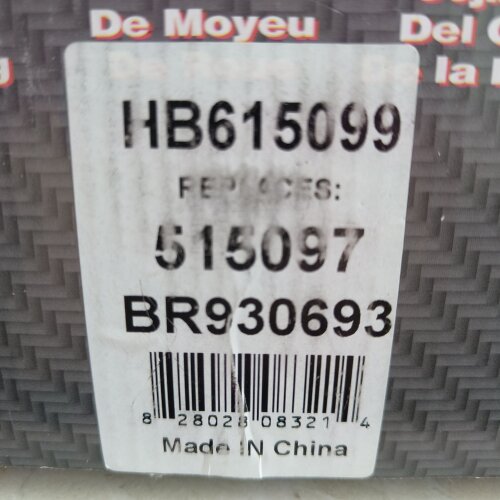 De Moyeu
Del
De la
HB615099
REPLACES:
515097
BR930693
8 28028 08321 4
Made IN China